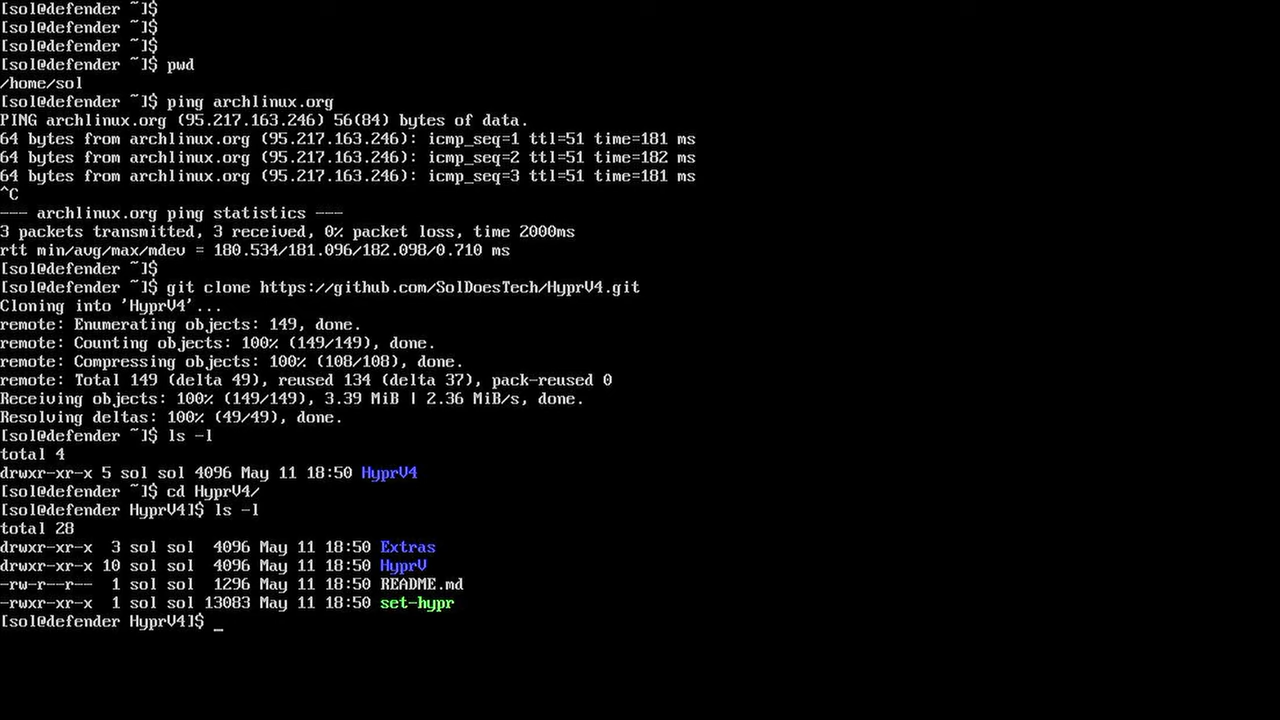 [sol@defender ~]$
[sol@defender ~]$
[sol@defender ~]$
[sol@defender ~]$ pwd
/home/sol
[sol@defender ~]$ ping archlinux.org
PING archlinux.org (95.217.163.246) 56(84) bytes of data.
64 bytes from archlinux.org (95.217.163.246): icmp_seq=1 ttl=51 time=181 ms
64 bytes from archlinux.org (95.217.163.246): icmp_seq=2 ttl=51 time=182 ms
64 bytes from archlinux.org (95.217.163.246): icmp_seq=3 ttl=51 time=181 ms
^C
--- archlinux.org ping statistics ---
3 packets transmitted, 3 received, 0% packet loss, time 2000ms
rtt min/avg/max/mdev = 180.534/181.096/182.098/0.710 ms
[sol@defender ~]$
[sol@defender ~]$ git clone https://github.com/SolDoesTech/HyprV4.git
Cloning into 'HyprV4'...
remote: Enumerating objects: 149, done.
remote: Counting objects: 100% (149/149), done.
remote: Compressing objects: 100% (108/108), done.
remote: Total 149 (delta 49), reused 134 (delta 37), pack-reused 0
Receiving objects: 100% (149/149), 3.39 MiB | 2.36 MiB/s, done.
Resolving deltas: 100% (49/49), done.
[sol@defender ~]$ ls -l
total 4
drwxr-xr-x 5 sol sol 4096 May 11 18:50 HyprV4
[sol@defender ~]$ cd HyprV4/
[sol@defender HyprV4]$ ls -l
total 28
drwxr-xr-x  3 sol sol  4096 May 11 18:50 Extras
drwxr-xr-x 10 sol sol  4096 May 11 18:50 HyprV
-rw-r--r--  1 sol sol  1296 May 11 18:50 README.md
-rwxr-xr-x  1 sol sol 13083 May 11 18:50 set-hypr
[sol@defender HyprV4]$ _